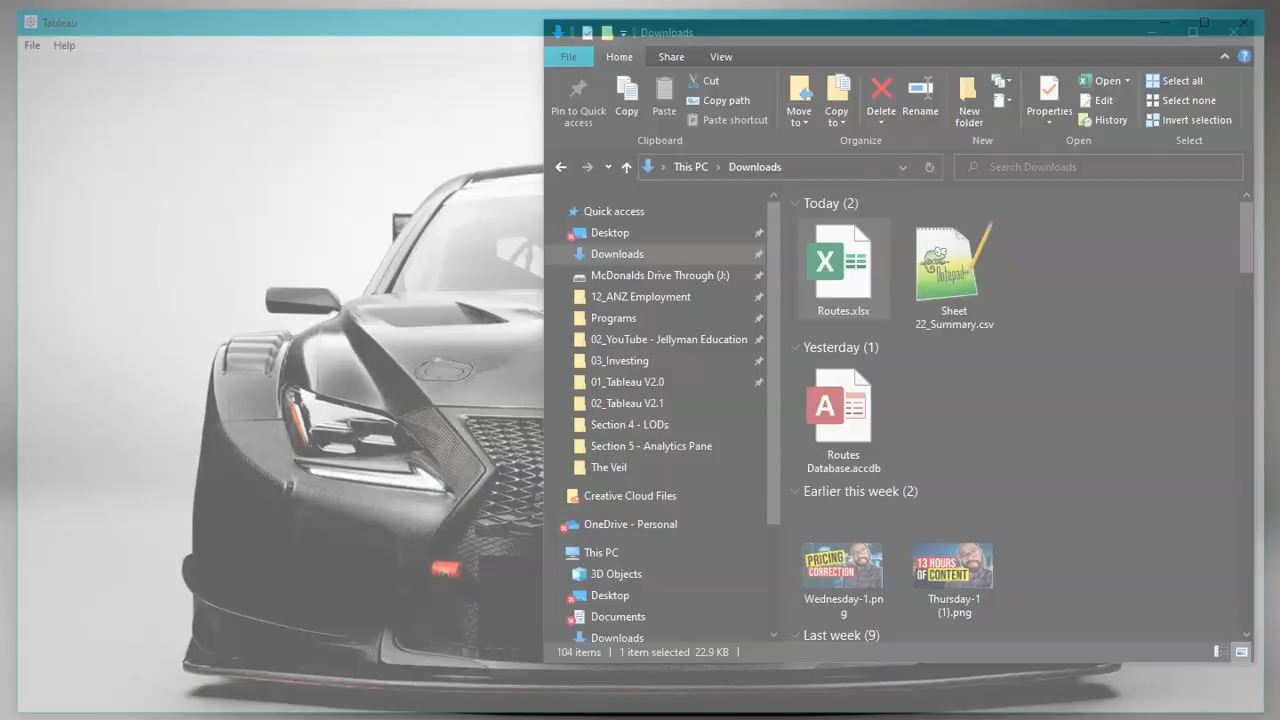 Tableau
File Help
Downloads
File Home Share View
Pin to Quick access
Copy
Paste
Cut
Copy path
Paste shortcut
Move to
Copy to
Delete
Rename
New folder
Properties
Open
Edit
History
Select all
Select none
Invert selection
Clipboard
Organize
New
Open
Select
This PC > Downloads
Search Downloads
Quick access
Desktop
Downloads
McDonalds Drive Through (J:)
12_ANZ Employment
Programs
02_YouTube - Jellyman Education
03_Investing
01_Tableau V2.0
02_Tableau V2.1
Section 4 - LODs
Section 5 - Analytics Pane
The Veil
Creative Cloud Files
OneDrive - Personal
This PC
3D Objects
Desktop
Documents
Downloads
Today (2)
X
Notepad++
Routes.xlsx
Sheet
22_Summary.csv
Yesterday (1)
A
Routes
Database.accdb
Earlier this week (2)
PRICING
CORRECTION
13 HOURS
OF CONTENT
Wednesday-1.pn
g
Thursday-1
(1).png
Last week (9)
104 items 1 item selected 22.9 KB